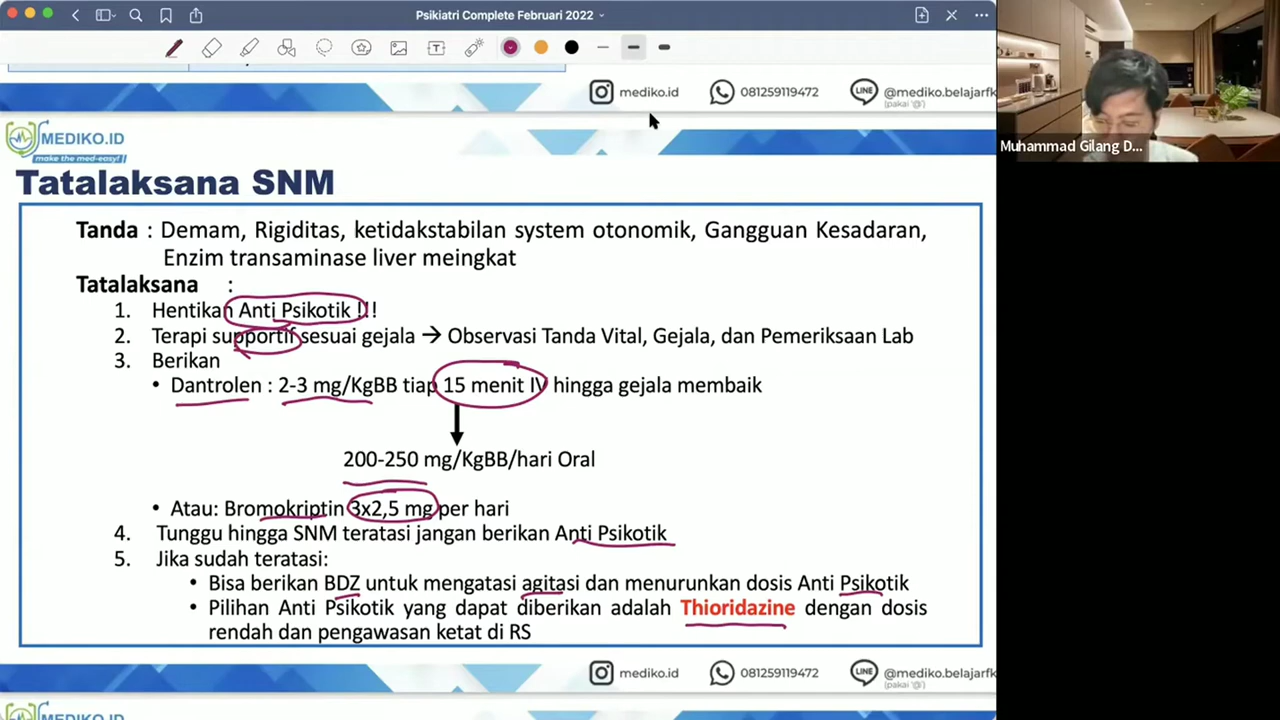 Psikiatri Complete Februari 2022
mediko.id
081259119472
@mediko.belajarfk
(pakai '@')
MEDIKO.ID
make the med-easy!
Muhammad Gilang D...
Tatalaksana SNM
Tanda : Demam, Rigiditas, ketidakstabilan system otonomik, Gangguan Kesadaran,
Enzim transaminase liver meingkat
Tatalaksana :
1. Hentikan Anti Psikotik !!!
2. Terapi supportif sesuai gejala → Observasi Tanda Vital, Gejala, dan Pemeriksaan Lab
3. Berikan
• Dantrolen : 2-3 mg/KgBB tiap 15 menit IV hingga gejala membaik
200-250 mg/KgBB/hari Oral
• Atau: Bromokriptin 3x2,5 mg per hari
4. Tunggu hingga SNM teratasi jangan berikan Anti Psikotik
5. Jika sudah teratasi:
• Bisa berikan BDZ untuk mengatasi agitasi dan menurunkan dosis Anti Psikotik
• Pilihan Anti Psikotik yang dapat diberikan adalah Thioridazine dengan dosis
rendah dan pengawasan ketat di RS
mediko.id
081259119472
@mediko.belajarfk
(pakai '@')
MEDIKO.ID